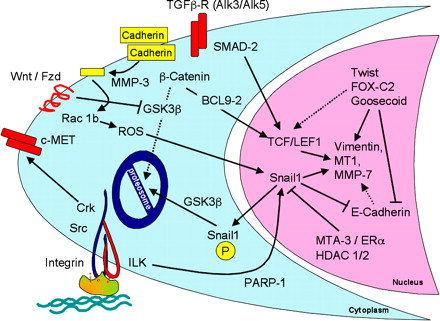 TGFβ-R (Alk3/Alk5)
Cadherin
Cadherin
SMAD-2
Wnt / Fzd
MMP-3
β-Catenin
Twist
FOX-C2
Goosecoid
GSK3β
BCL9-2
Rac 1b
ROS
c-MET
TCF/LEF1
Vimentin,
MT1,
MMP-7
proteosome
Snail1
GSK3β
E-Cadherin
Crk
Src
Snail1
P
MTA-3 / ERα
HDAC 1/2
Integrin
ILK
PARP-1
Nucleus
Cytoplasm